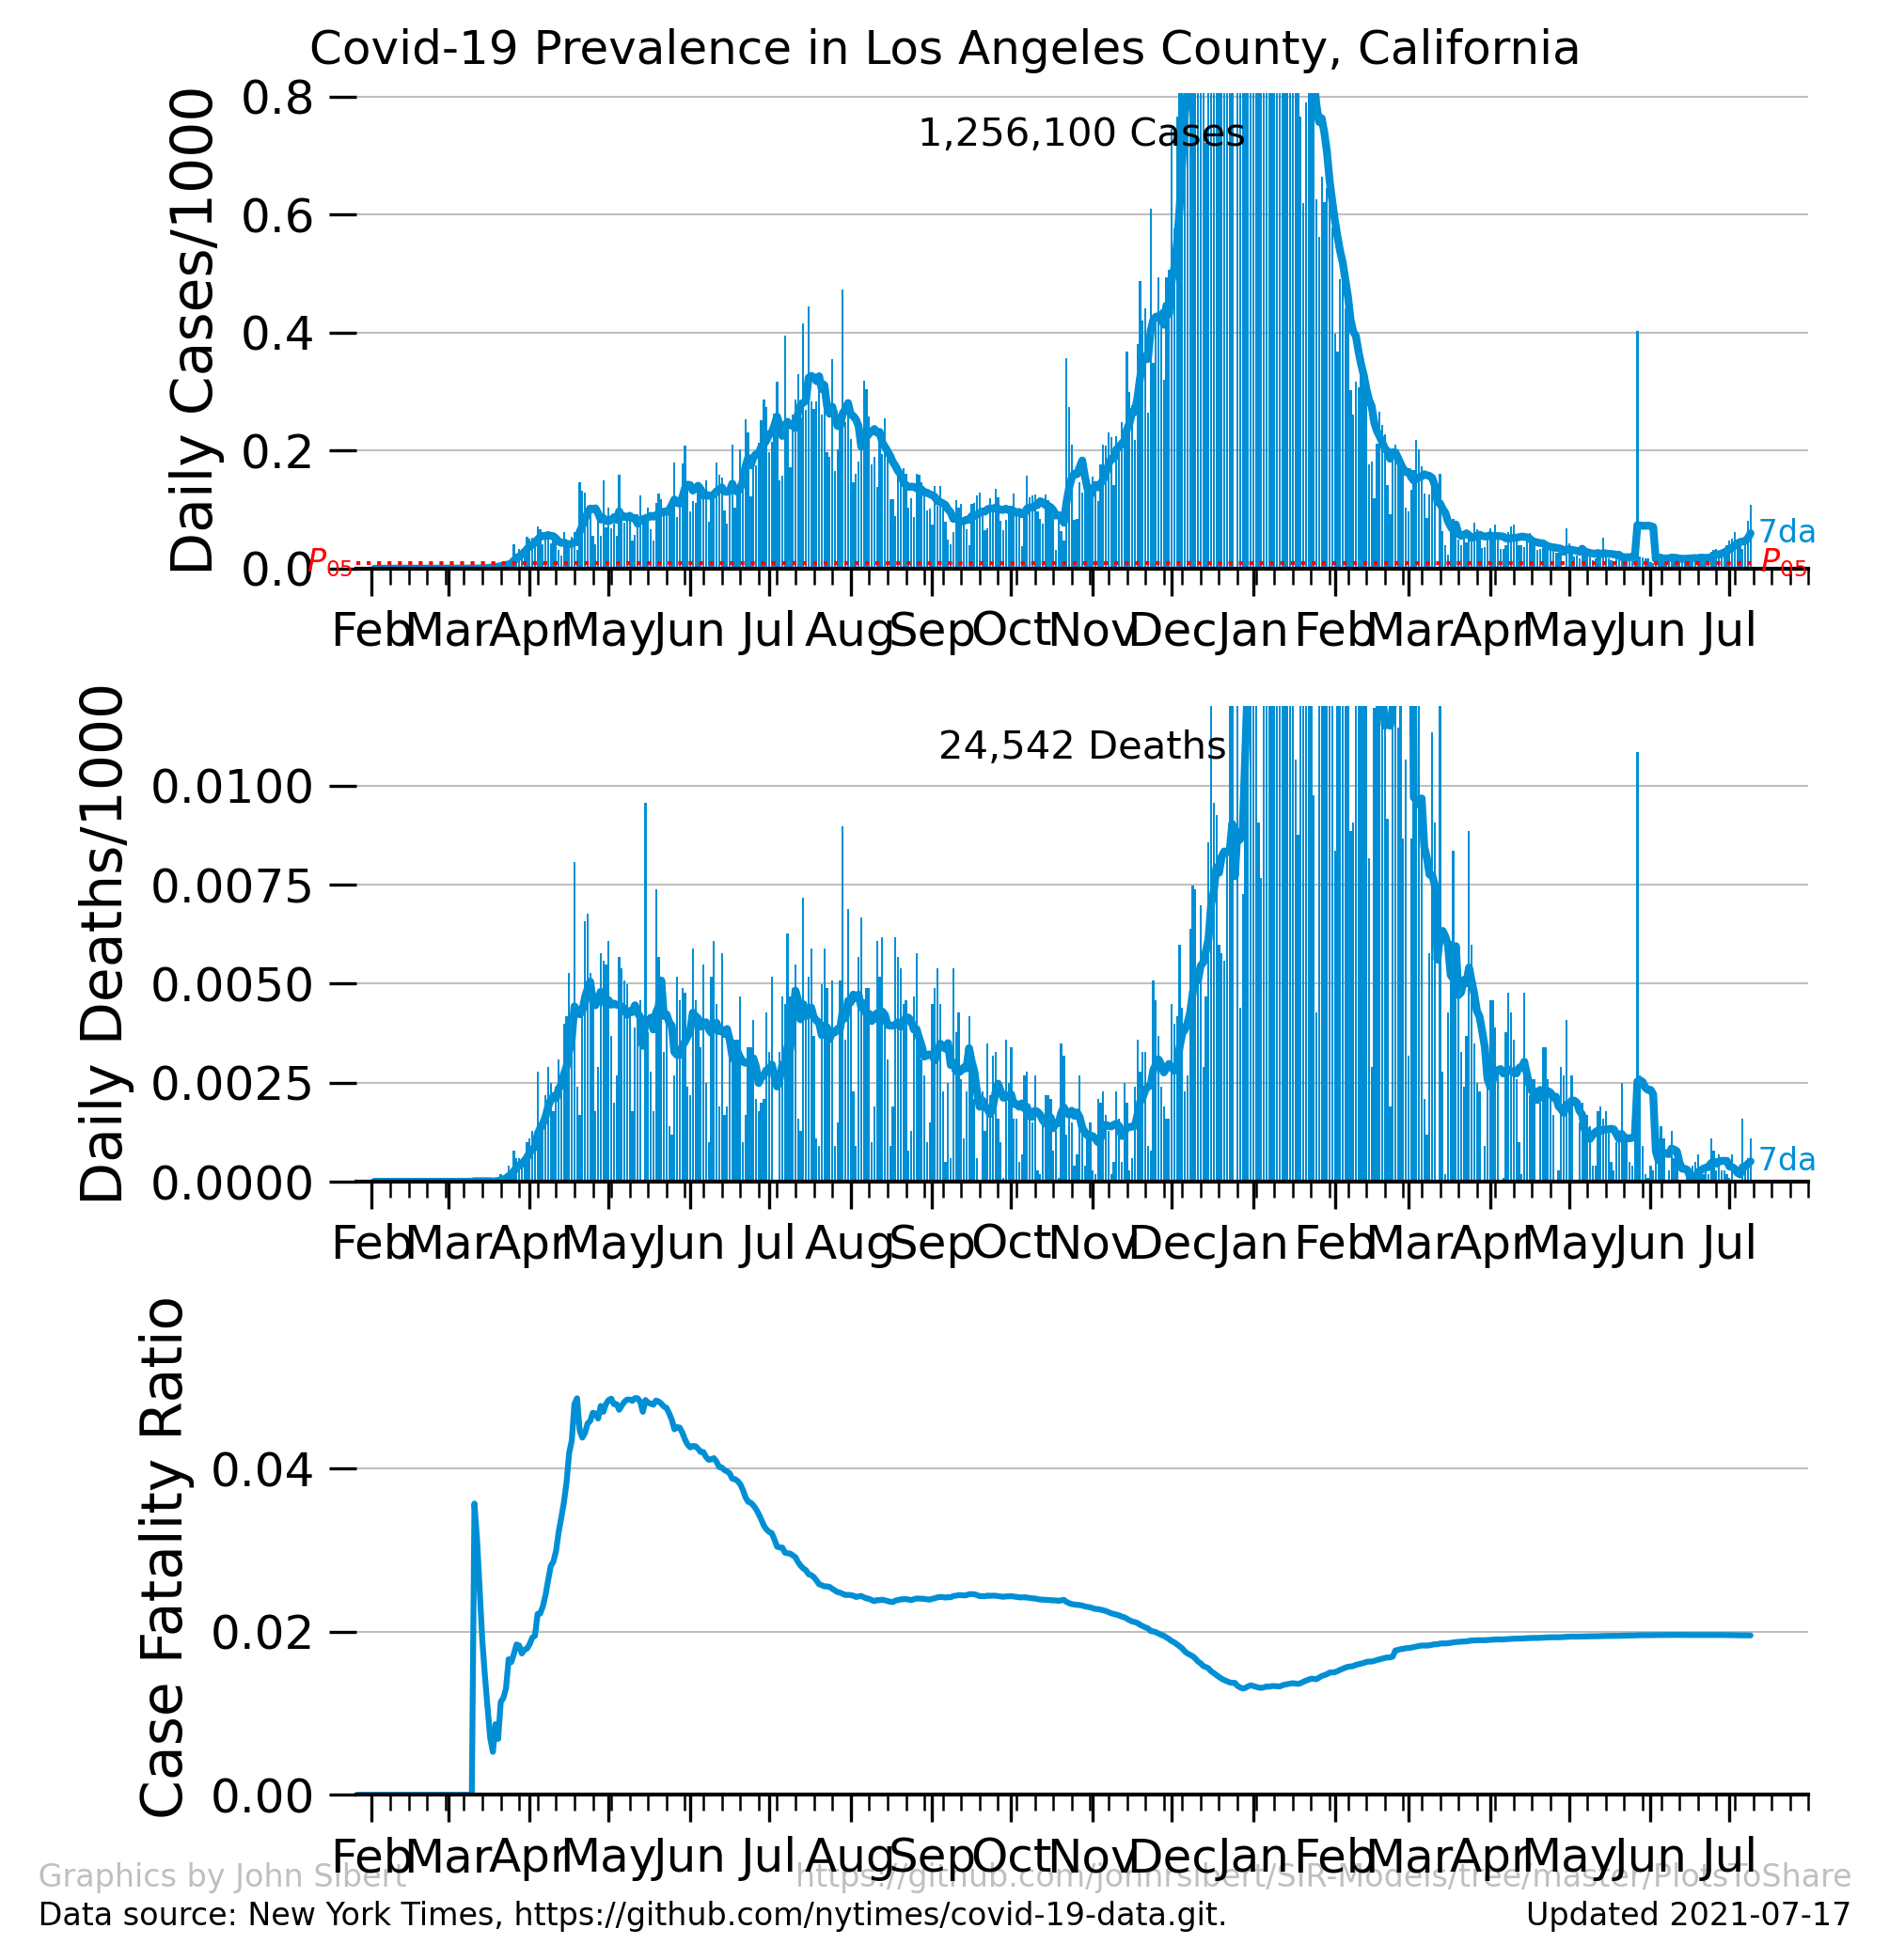 Covid-19 Prevalence in Los Angeles County, California
Daily Cases/1000
0.8
0.6
0.4
0.2
0.0
1,256,100 Cases
7da
P05
P05
Feb Mar Apr May Jun Jul Aug Sep Oct Nov Dec Jan Feb Mar Apr May Jun Jul
Daily Deaths/1000
24,542 Deaths
0.0100
0.0075
0.0050
0.0025
0.0000
7da
Feb Mar Apr May Jun Jul Aug Sep Oct Nov Dec Jan Feb Mar Apr May Jun Jul
Case Fatality Ratio
0.04
0.02
0.00
Feb Mar Apr May Jun Jul Aug Sep Oct Nov Dec Jan Feb Mar Apr May Jun Jul
Graphics by John Sibert https://github.com/johnrsibert/SIR-Models/tree/master/PlotsToShare
Data source: New York Times, https://github.com/nytimes/covid-19-data.git. Updated 2021-07-17